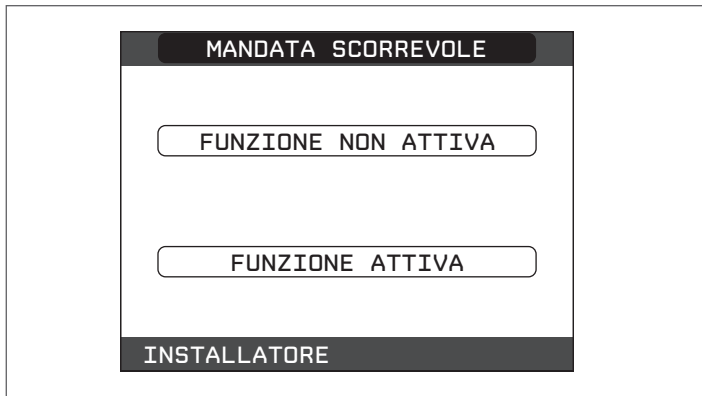 MANDATA SCORREVOLE
FUNZIONE NON ATTIVA
FUNZIONE ATTIVA
INSTALLATORE